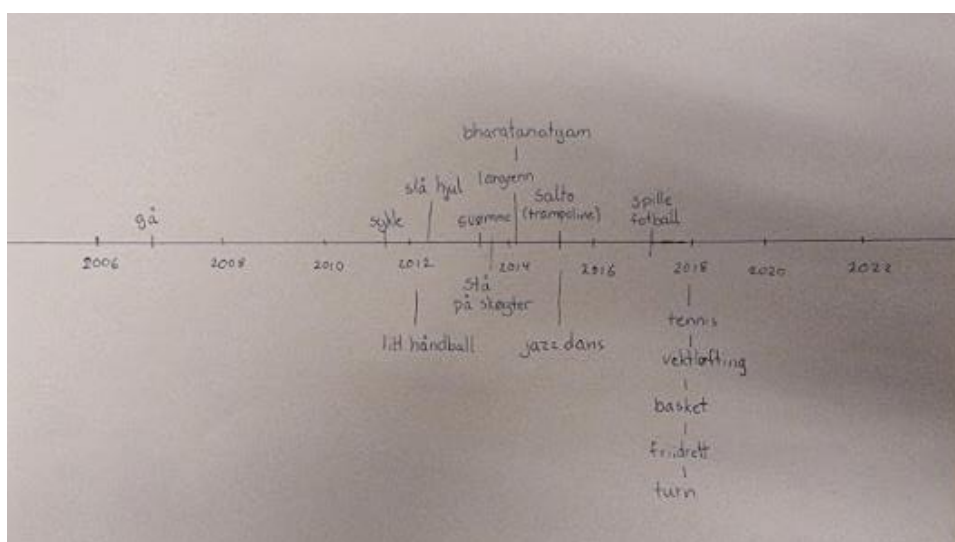 bharatanatyam
langrenn
slå hjul
salto
(trampoline)
spille
fotball
gå
sykle
svømme
2006
2008
2010
2012
2014
2016
2018
2020
2022
stå
på skøyter
litt håndball
jazz dans
tennis
vektløfting
basket
friidrett
turn